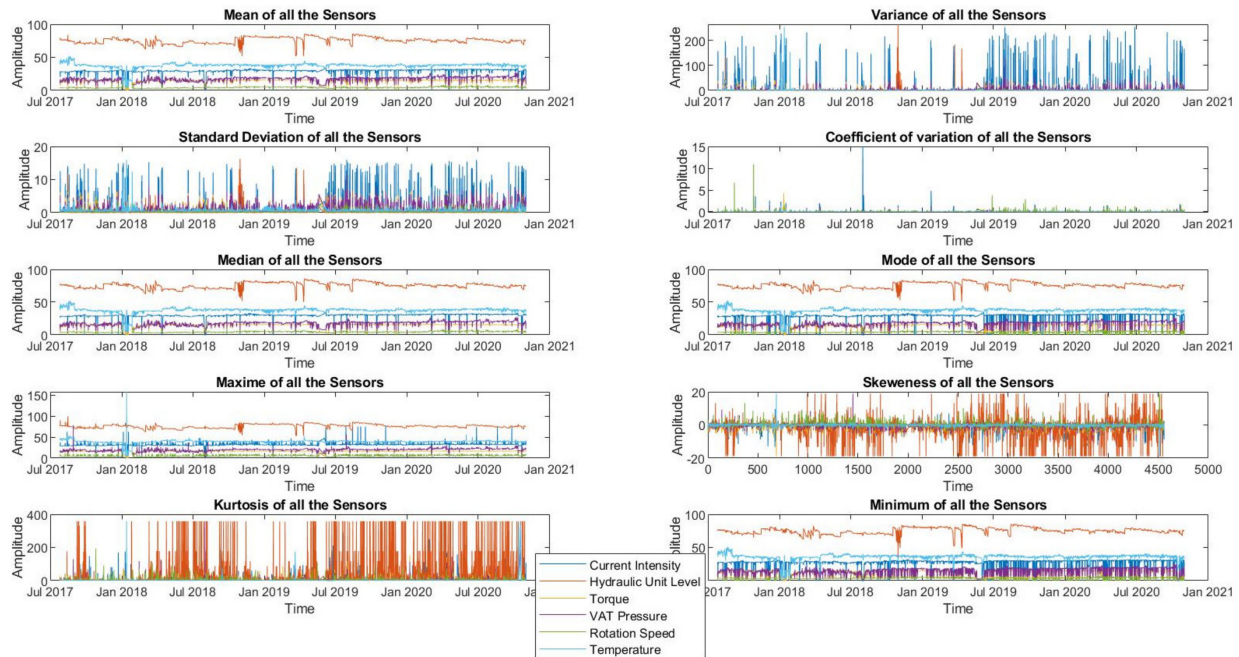 Mean of all the Sensors
Amplitude
100
50
0
Jul 2017 Jan 2018 Jul 2018 Jan 2019 Jul 2019 Jan 2020 Jul 2020 Jan 2021
Time
Variance of all the Sensors
Amplitude
200
100
0
Jul 2017 Jan 2018 Jul 2018 Jan 2019 Jul 2019 Jan 2020 Jul 2020 Jan 2021
Time
Standard Deviation of all the Sensors
Amplitude
20
10
0
Jul 2017 Jan 2018 Jul 2018 Jan 2019 Jul 2019 Jan 2020 Jul 2020 Jan 2021
Time
Coefficient of variation of all the Sensors
Amplitude
15
10
5
0
Jul 2017 Jan 2018 Jul 2018 Jan 2019 Jul 2019 Jan 2020 Jul 2020 Jan 2021
Time
Median of all the Sensors
Amplitude
100
50
0
Jul 2017 Jan 2018 Jul 2018 Jan 2019 Jul 2019 Jan 2020 Jul 2020 Jan 2021
Time
Mode of all the Sensors
Amplitude
100
50
0
Jul 2017 Jan 2018 Jul 2018 Jan 2019 Jul 2019 Jan 2020 Jul 2020 Jan 2021
Time
Maxime of all the Sensors
Amplitude
150
100
50
0
Jul 2017 Jan 2018 Jul 2018 Jan 2019 Jul 2019 Jan 2020 Jul 2020 Jan 2021
Time
Skeweness of all the Sensors
Amplitude
20
0
-20
0 500 1000 1500 2000 2500 3000 3500 4000 4500 5000
Time
Kurtosis of all the Sensors
Amplitude
400
200
0
Jul 2017 Jan 2018 Jul 2018 Jan 2019
Time
Minimum of all the Sensors
Amplitude
100
50
Jul 2017 Jan 2018 Jul 2018 Jan 2019 Jul 2019 Jan 2020 Jul 2020 Jan 2021
Time
Current Intensity
Hydraulic Unit Level
Torque
VAT Pressure
Rotation Speed
Temperature